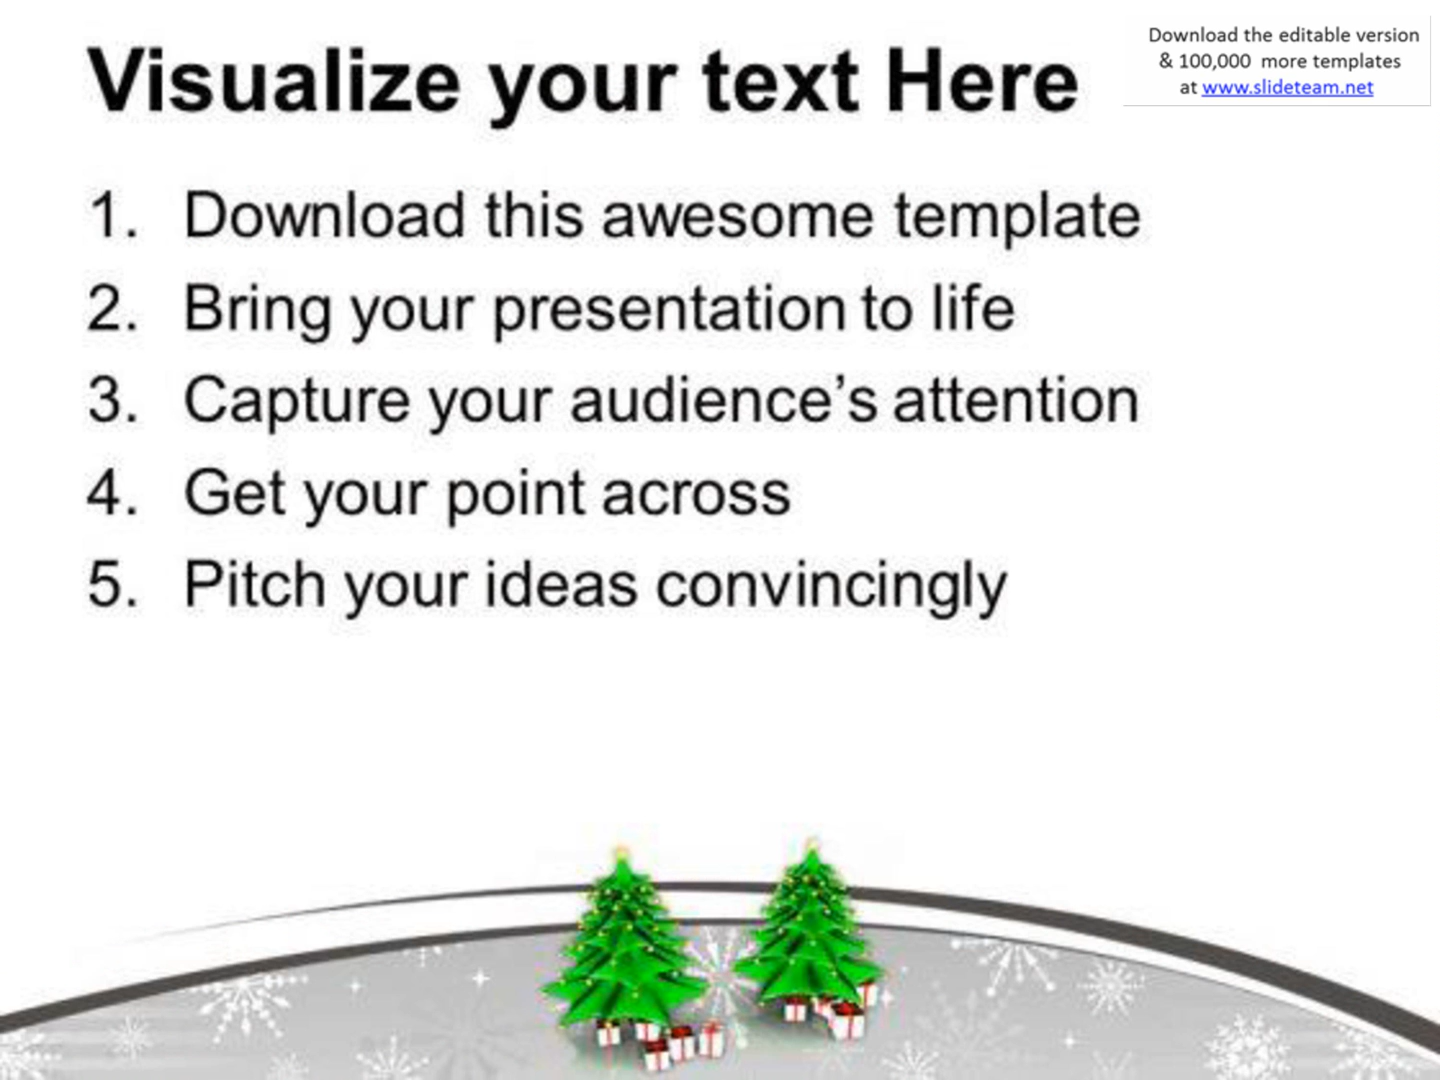 Visualize your text Here
Download the editable version
& 100,000 more templates
at www.slideteam.net
1. Download this awesome template
2. Bring your presentation to life
3. Capture your audience’s attention
4. Get your point across
5. Pitch your ideas convincingly